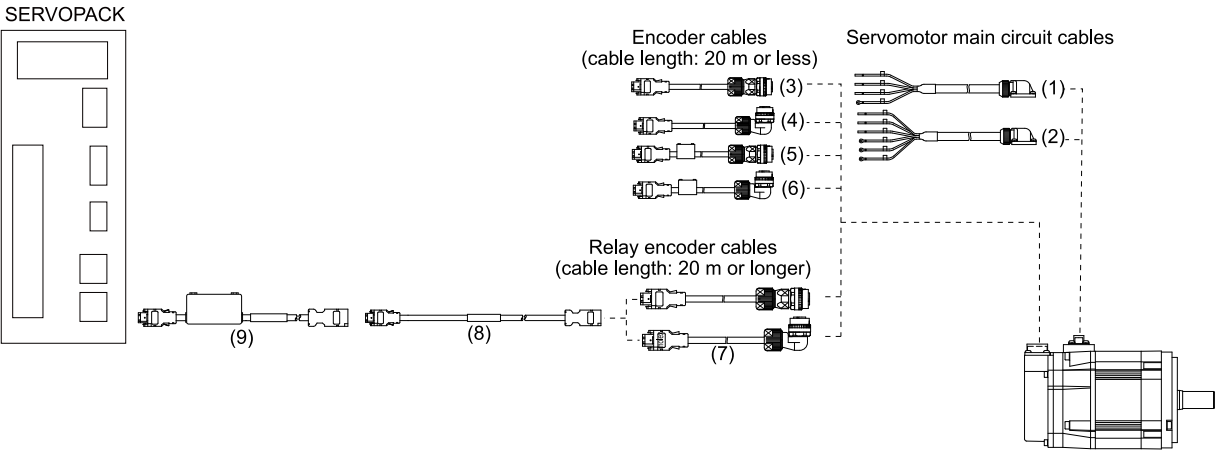 SERVOPACK
Encoder cables
(cable length: 20 m or less)
(3)
(4)
(5)
(6)
Servomotor main circuit cables
(1)
(2)
Relay encoder cables
(cable length: 20 m or longer)
(7)
(8)
(9)